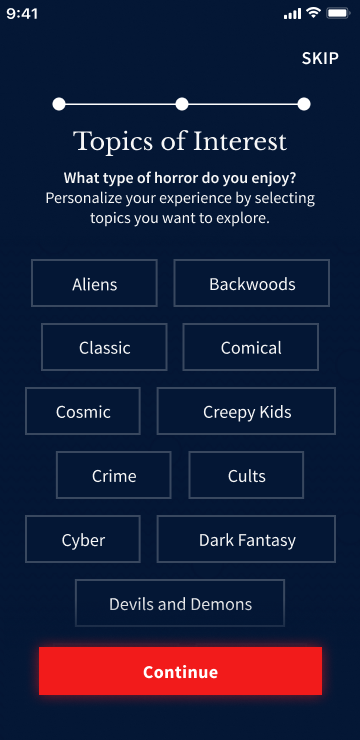 9:41
SKIP
Topics of Interest
What type of horror do you enjoy?
Personalize your experience by selecting
topics you want to explore.
Aliens
Backwoods
Classic
Comical
Cosmic
Creepy Kids
Crime
Cults
Cyber
Dark Fantasy
Devils and Demons
Continue